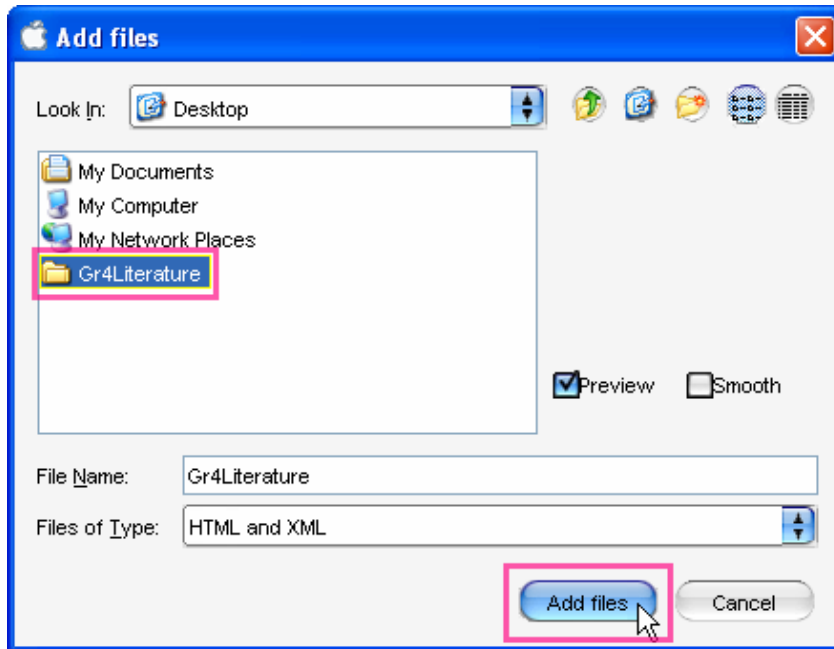 Add files
Look In: Desktop
My Documents
My Computer
My Network Places
Gr4Literature
Preview Smooth
File Name: Gr4Literature
Files of Type: HTML and XML
Add files Cancel